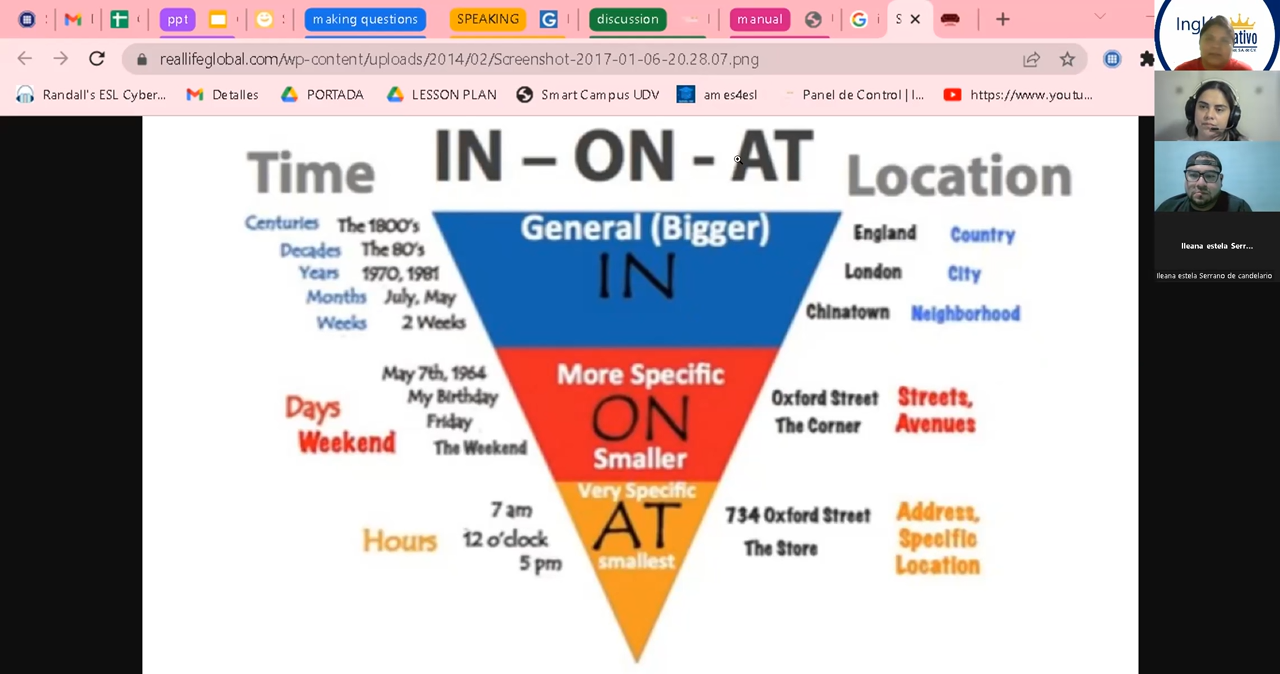 ppt
making questions
SPEAKING
discussion
manual
reallifeglobal.com/wp-content/uploads/2014/02/Screenshot-2017-01-06-20.28.07.png
Randall's ESL Cyber... Detalles PORTADA LESSON PLAN Smart Campus UDV ames4esl Panel de Control | I... https://www.youtu...
IN – ON - AT
Time
Location
Centuries The 1800's
Decades The 80's
Years 1970, 1981
Months July, May
Weeks 2 Weeks
General (Bigger)
IN
England Country
London City
Chinatown Neighborhood
May 7th, 1964
My Birthday
Friday
The Weekend
Days
Weekend
More Specific
ON
Smaller
Oxford Street
The Corner
Streets,
Avenues
Hours
7 am
12 o'clock
5 pm
Very Specific
AT
smallest
734 Oxford Street
The Store
Address,
Specific
Location
Ileana estela Serr...
Ileana estela Serrano de candelario